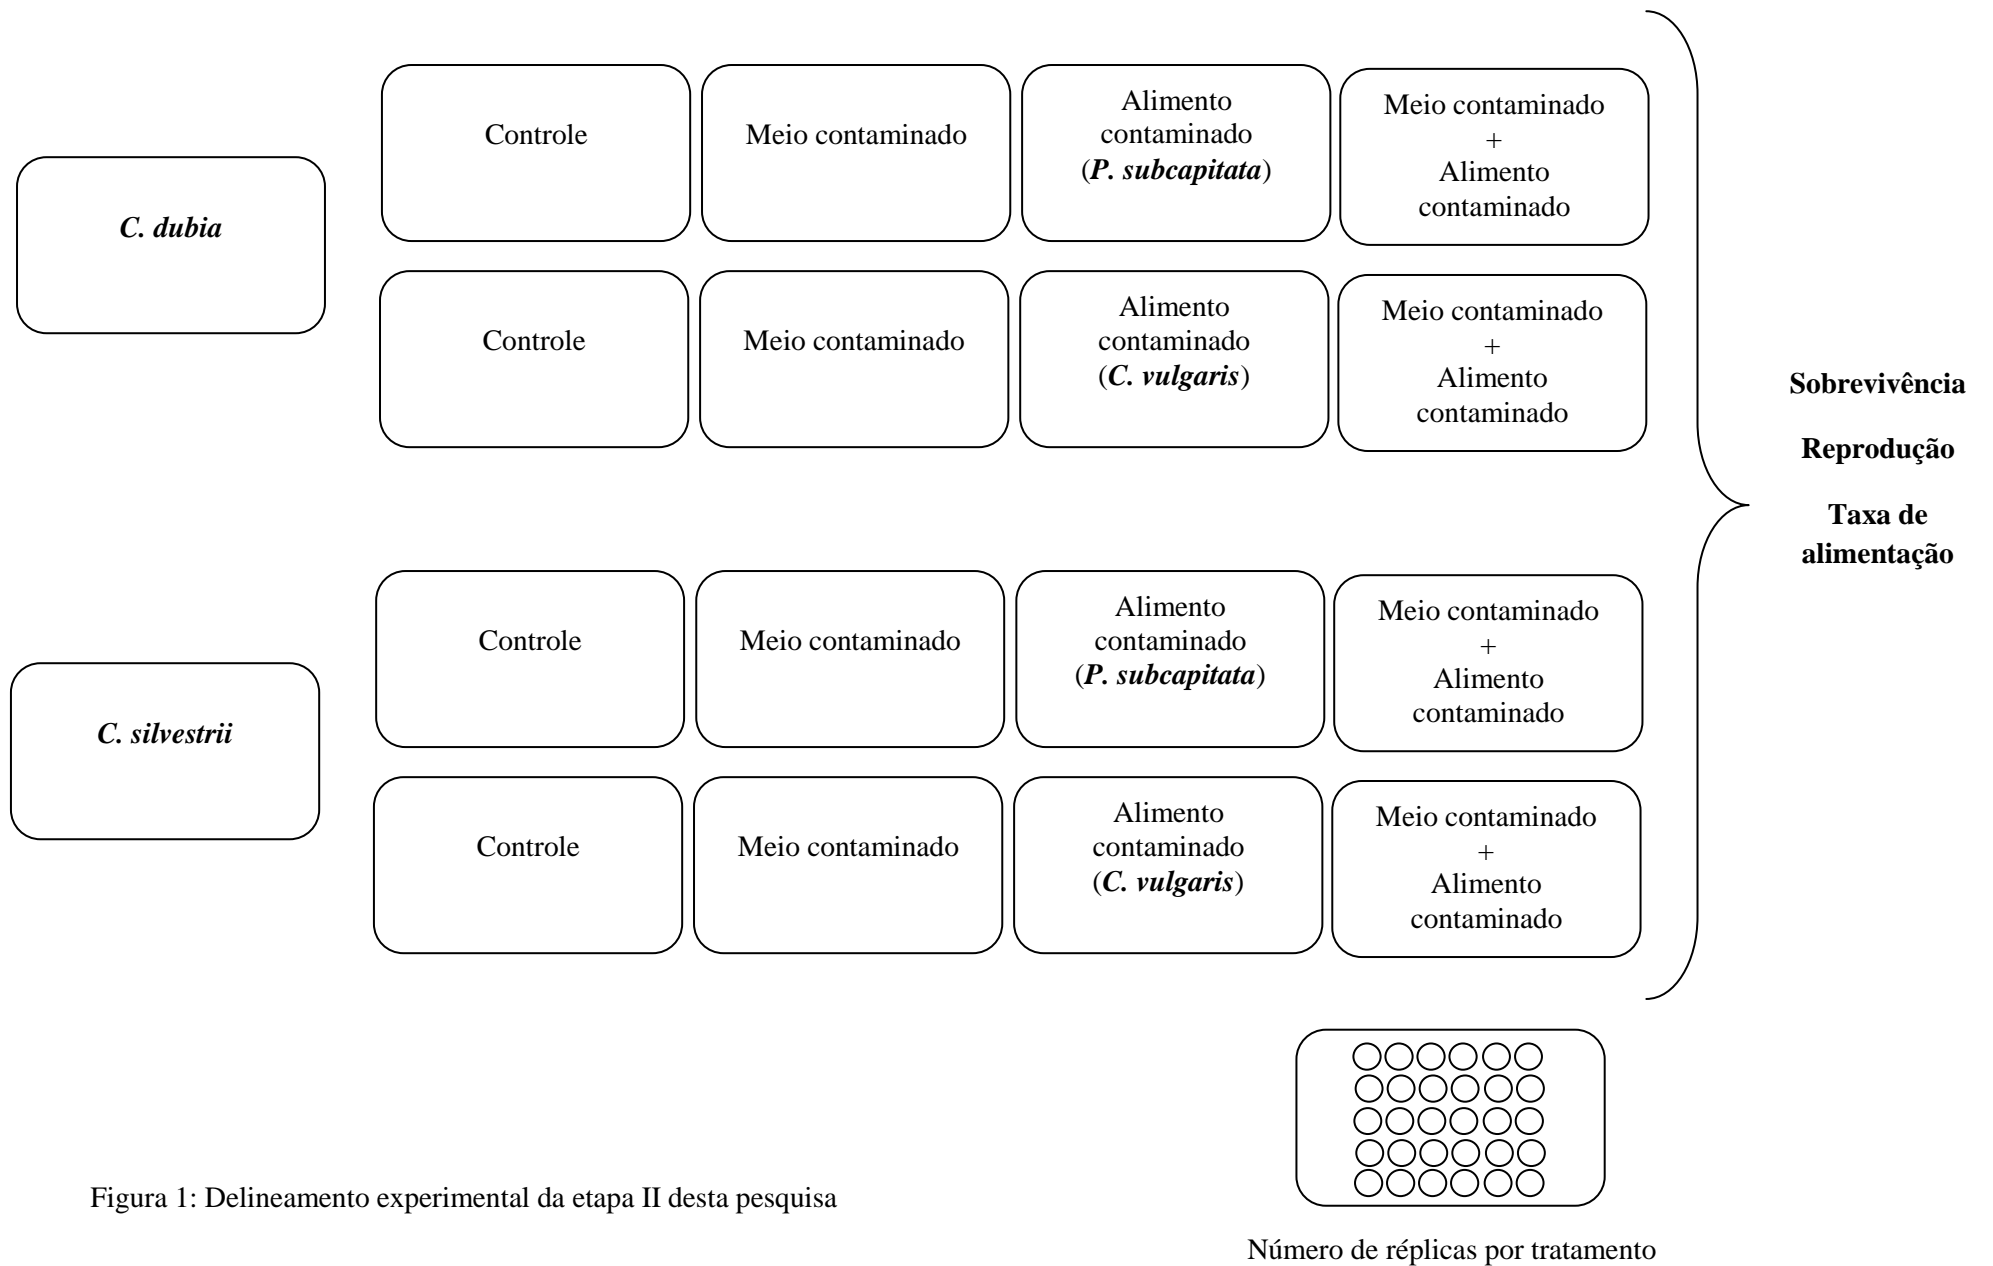 C. dubia
Controle
Meio contaminado
Alimento
contaminado
(P. subcapitata)
Meio contaminado
+
Alimento
contaminado
Controle
Meio contaminado
Alimento
contaminado
(C. vulgaris)
Meio contaminado
+
Alimento
contaminado
C. silvestrii
Controle
Meio contaminado
Alimento
contaminado
(P. subcapitata)
Meio contaminado
+
Alimento
contaminado
Controle
Meio contaminado
Alimento
contaminado
(C. vulgaris)
Meio contaminado
+
Alimento
contaminado
Sobrevivência
Reprodução
Taxa de
alimentação
Figura 1: Delineamento experimental da etapa II desta pesquisa
Número de réplicas por tratamento